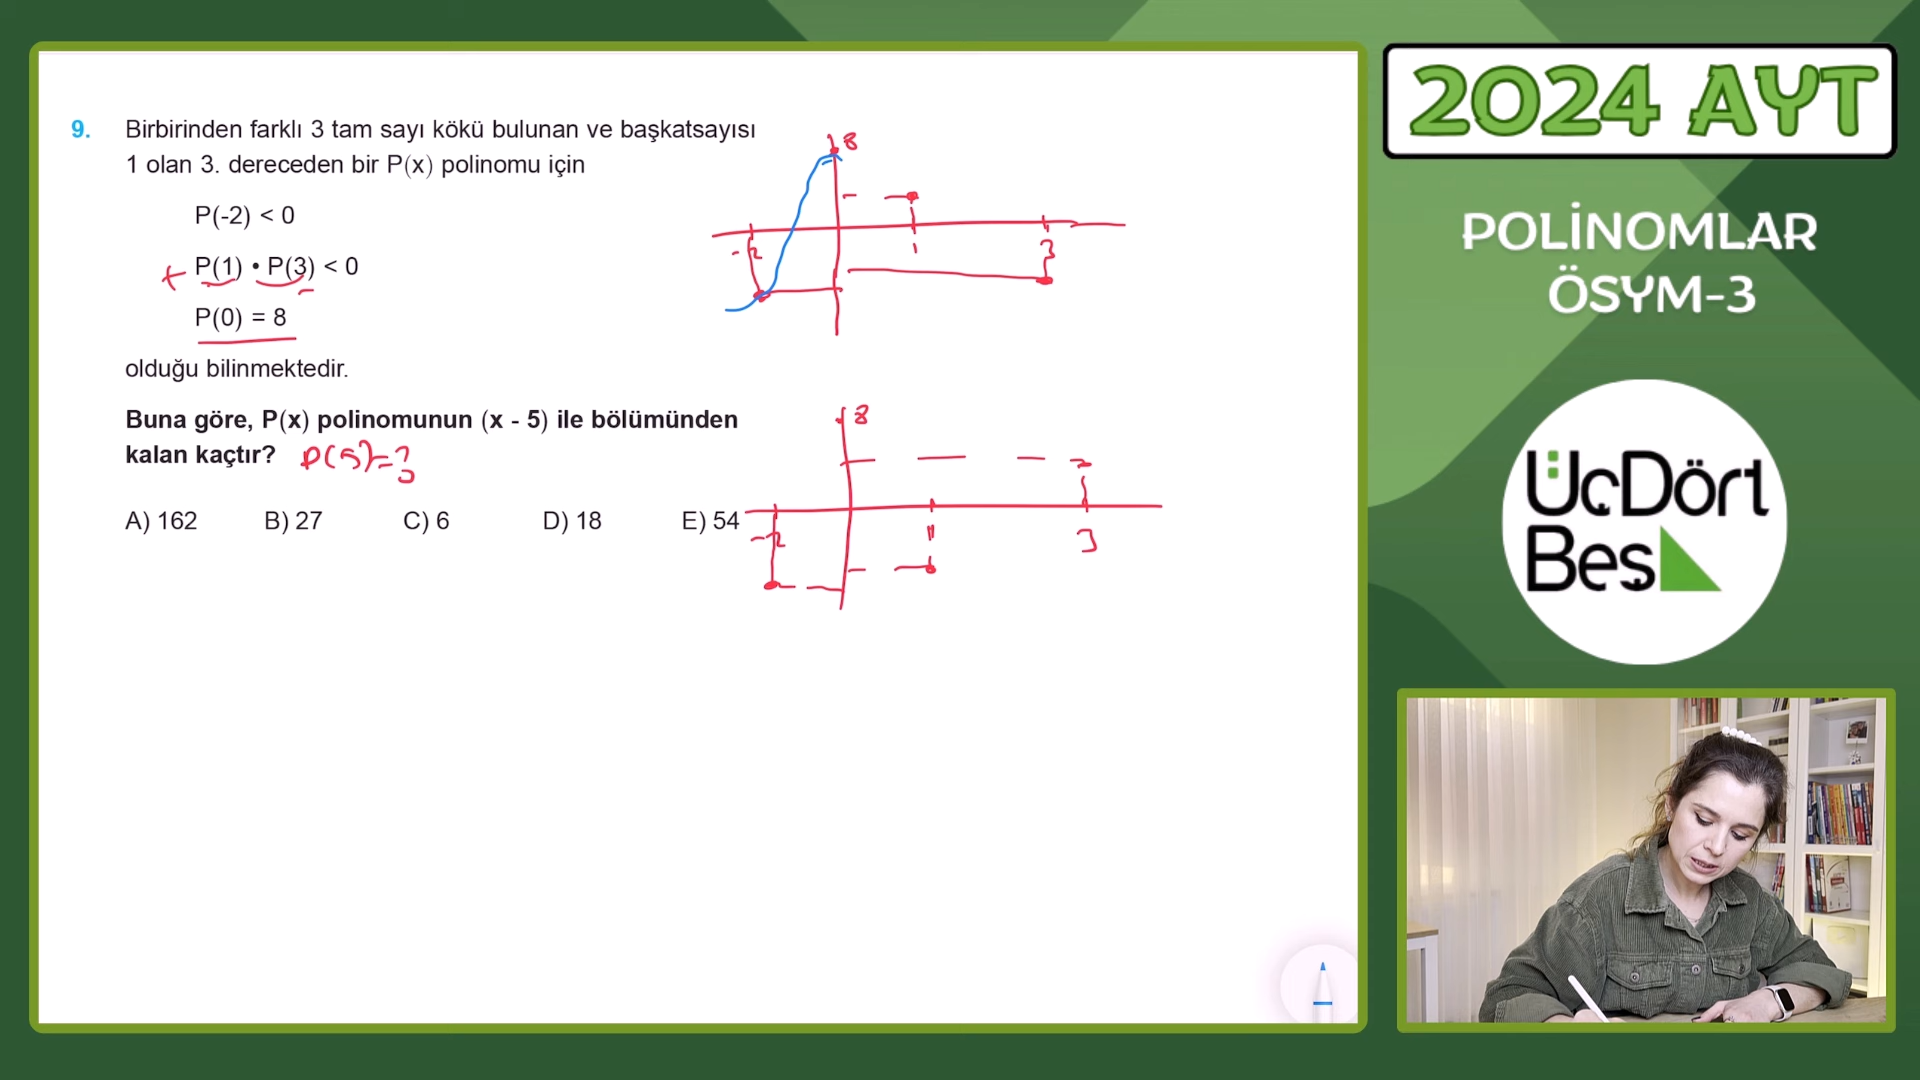 9. Birbirinden farklı 3 tam sayı kökü bulunan ve başkatsayısı
1 olan 3. dereceden bir P(x) polinomu için
P(-2) < 0
+ P(1) • P(3) < 0
-
P(0) = 8
olduğu bilinmektedir.
Buna göre, P(x) polinomunun (x - 5) ile bölümünden
kalan kaçtır? P(5)=?
A) 162 B) 27 C) 6 D) 18 E) 54
8
-2 1 3
8
-2 1 3
2024 AYT
POLİNOMLAR
ÖSYM-3
ÜçDört
Beş